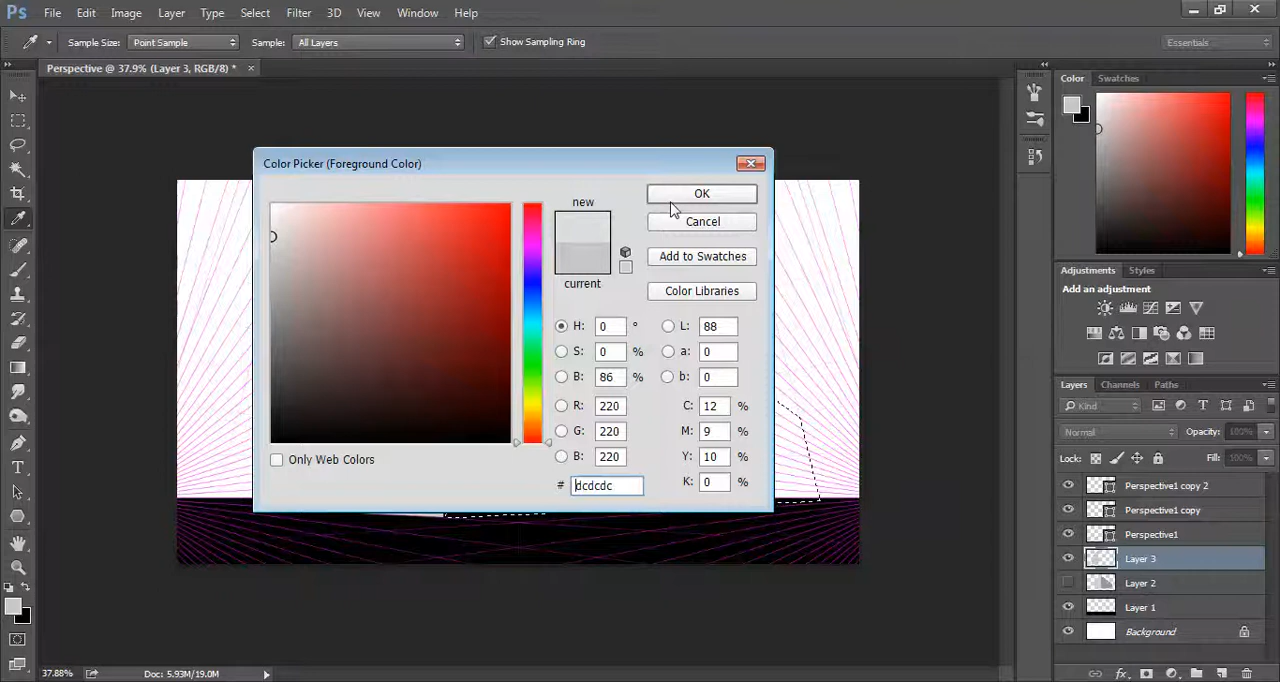 Ps File Edit Image Layer Type Select Filter 3D View Window Help
Sample Size: Point Sample Sample: All Layers Show Sampling Ring Essentials
Perspective @ 37.9% (Layer 3, RGB/8) * ×
Color Swatches
Color Picker (Foreground Color)
new
current
OK
Cancel
Add to Swatches
Color Libraries
H: 0 °
S: 0 %
B: 86 %
R: 220
G: 220
B: 220
# dcdcdc
L: 88
a: 0
b: 0
C: 12 %
M: 9 %
Y: 10 %
K: 0 %
Only Web Colors
Adjustments Styles
Add an adjustment
Layers Channels Paths
Kind
Normal Opacity: 100%
Lock: Fill: 100%
Perspective1 copy 2
Perspective1 copy
Perspective1
Layer 3
Layer 2
Layer 1
Background
37.88% Doc: 5.93M/19.0M